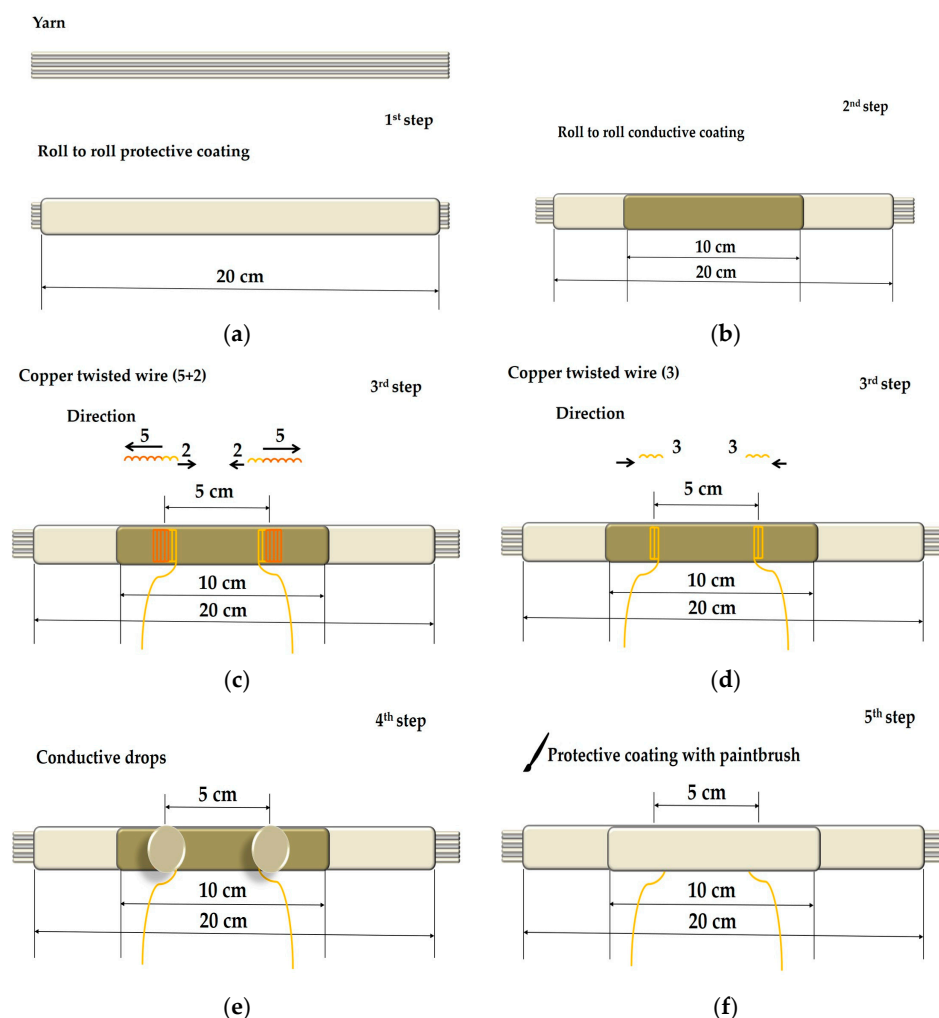 Yarn
1st step
Roll to roll protective coating
20 cm
(a)
2nd step
Roll to roll conductive coating
10 cm
20 cm
(b)
Copper twisted wire (5+2)
3rd step
Direction
5
2
2
5
5 cm
10 cm
20 cm
(c)
Copper twisted wire (3)
3rd step
Direction
3
3
5 cm
10 cm
20 cm
(d)
4th step
Conductive drops
5 cm
10 cm
20 cm
(e)
5th step
Protective coating with paintbrush
5 cm
10 cm
20 cm
(f)